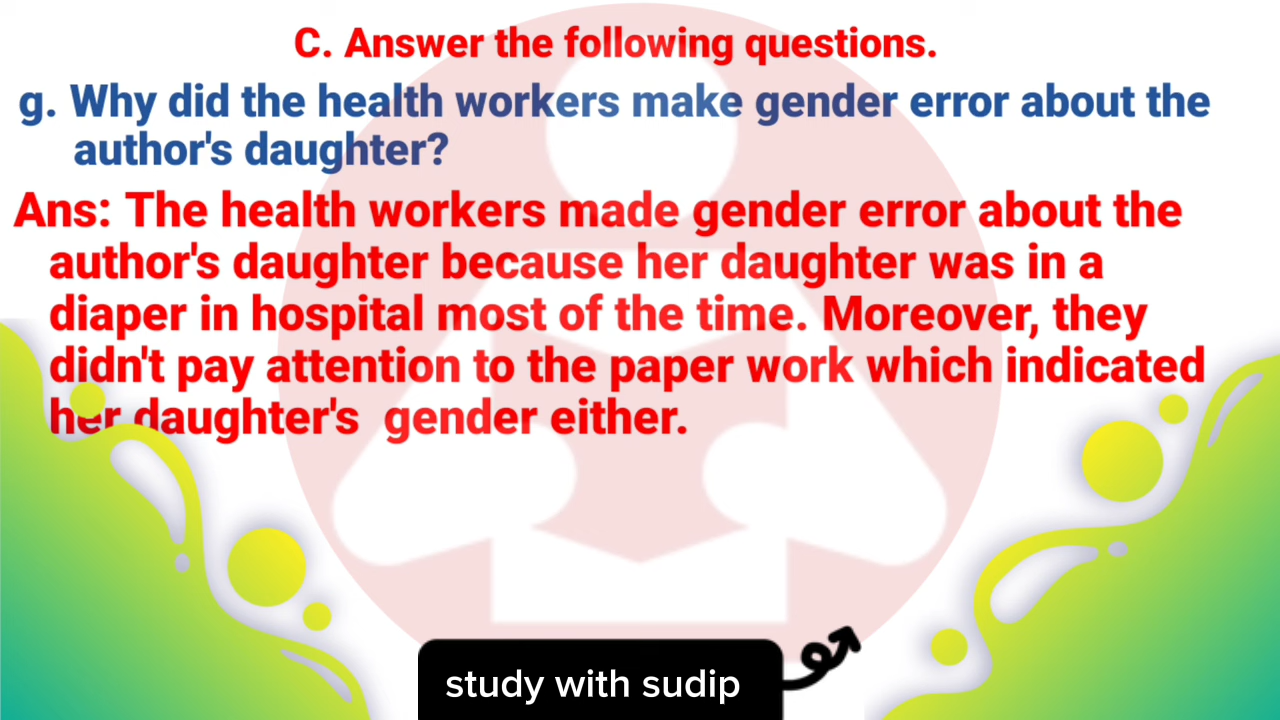 C. Answer the following questions.
g. Why did the health workers make gender error about the
author's daughter?
Ans: The health workers made gender error about the
author's daughter because her daughter was in a
diaper in hospital most of the time. Moreover, they
didn't pay attention to the paper work which indicated
her daughter's gender either.
study with sudip